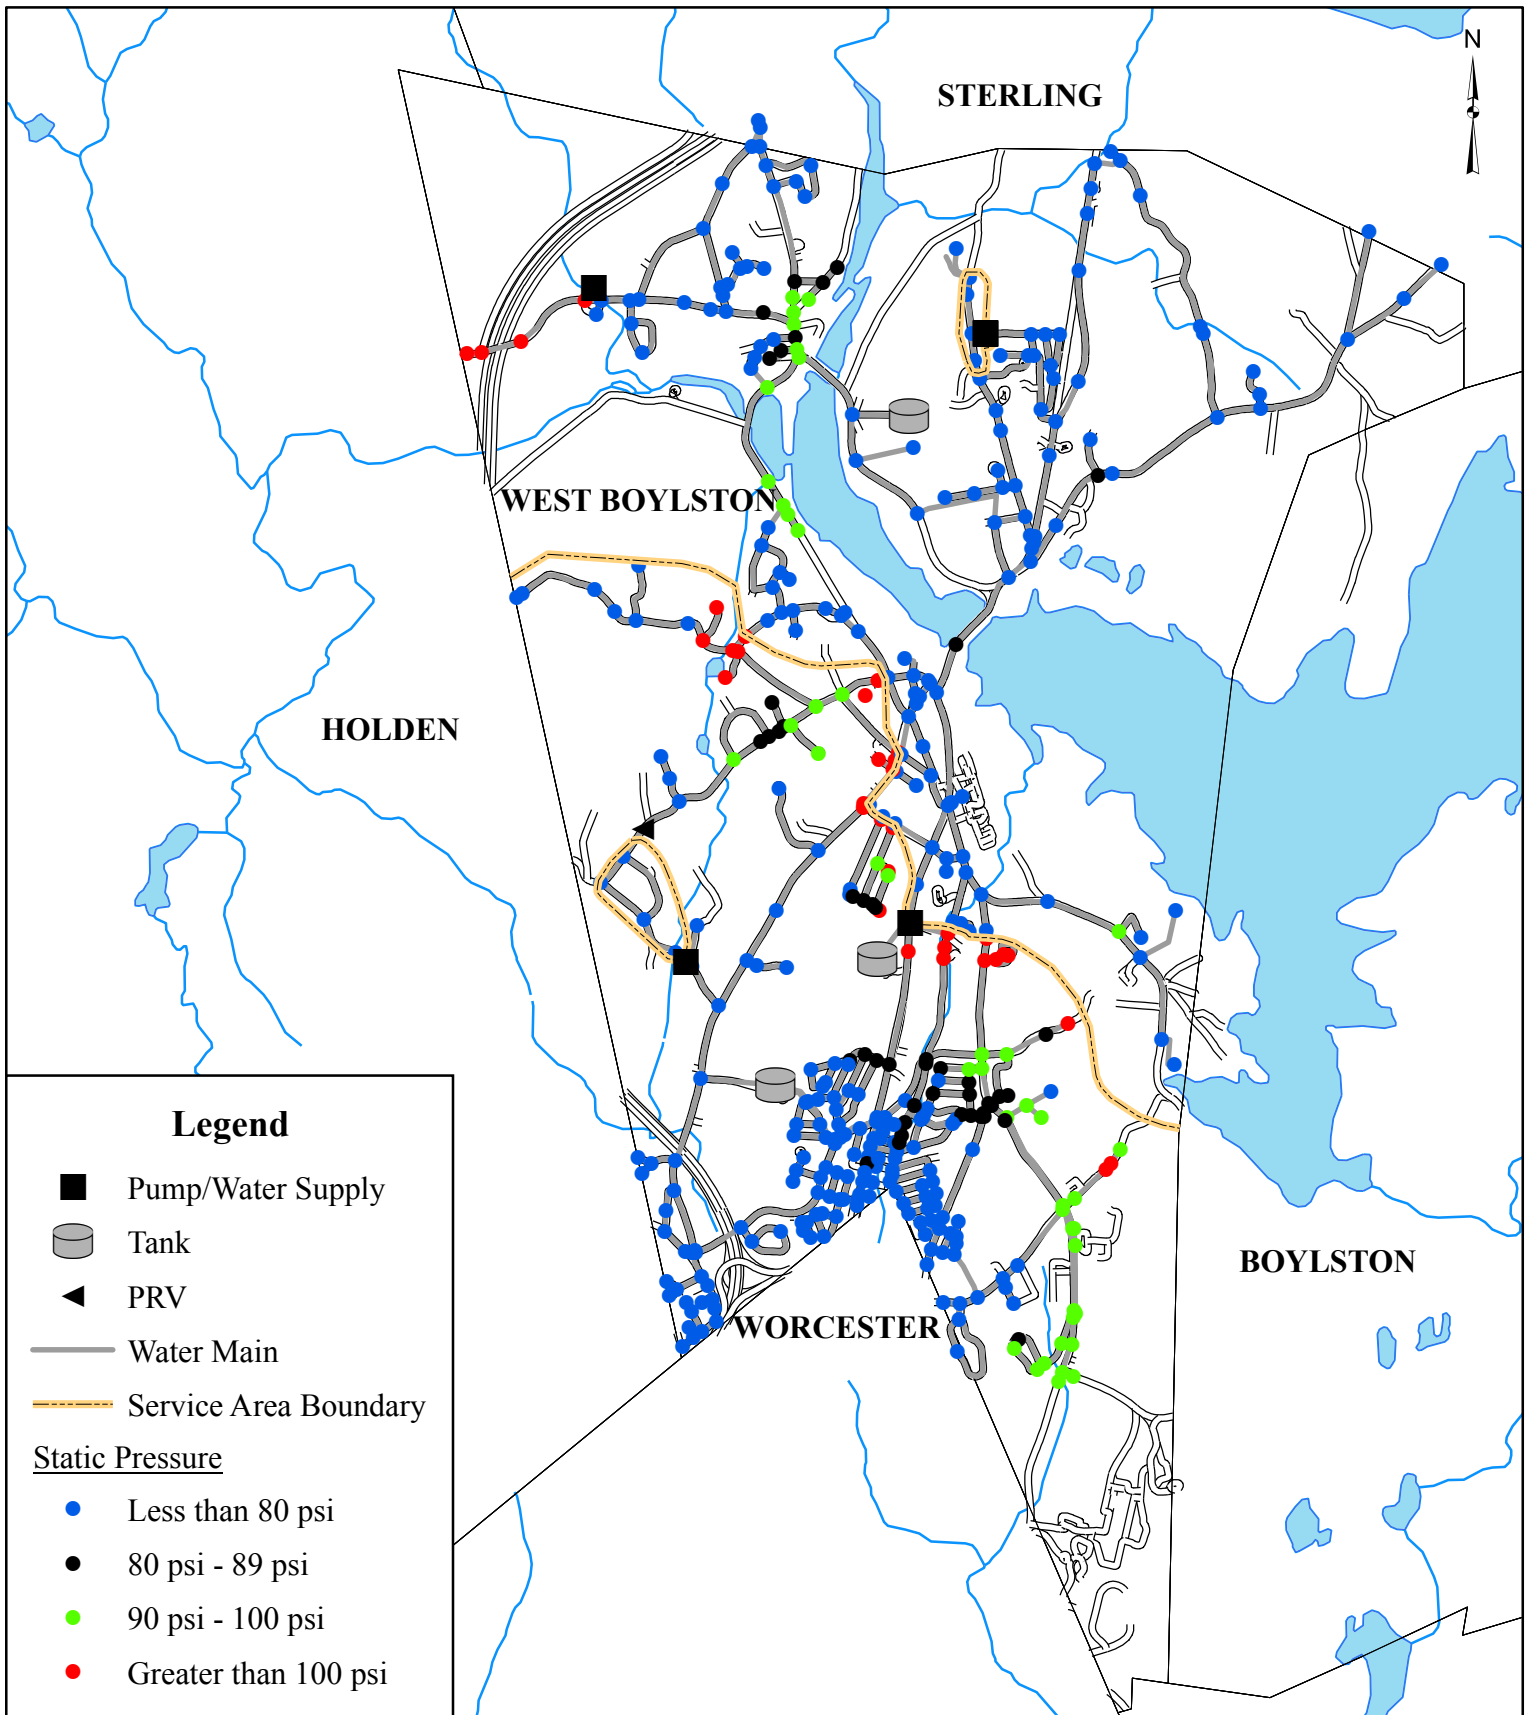 N
STERLING
WEST BOYLSTON
HOLDEN
BOYLSTON
WORCESTER
Legend
Pump/Water Supply
Tank
PRV
Water Main
Service Area Boundary
Static Pressure
Less than 80 psi
80 psi - 89 psi
90 psi - 100 psi
Greater than 100 psi